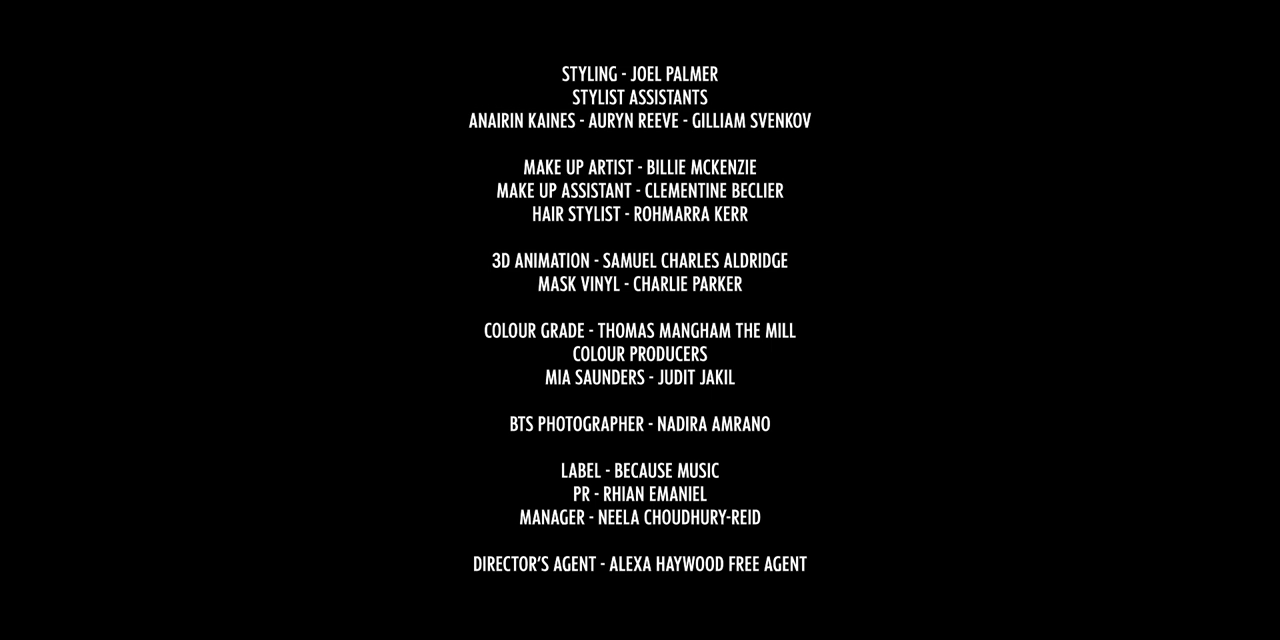 STYLING - JOEL PALMER
STYLIST ASSISTANTS
ANAIRIN KAINES - AURYN REEVE - GILLIAM SVENKOV
MAKE UP ARTIST - BILLIE MCKENZIE
MAKE UP ASSISTANT - CLEMENTINE BECLIER
HAIR STYLIST - ROHMARRA KERR
3D ANIMATION - SAMUEL CHARLES ALDRIDGE
MASK VINYL - CHARLIE PARKER
COLOUR GRADE - THOMAS MANGHAM THE MILL
COLOUR PRODUCERS
MIA SAUNDERS - JUDIT JAKIL
BTS PHOTOGRAPHER - NADIRA AMRANO
LABEL - BECAUSE MUSIC
PR - RHIAN EMANIEL
MANAGER - NEELA CHOUDHURY-REID
DIRECTOR'S AGENT - ALEXA HAYWOOD FREE AGENT